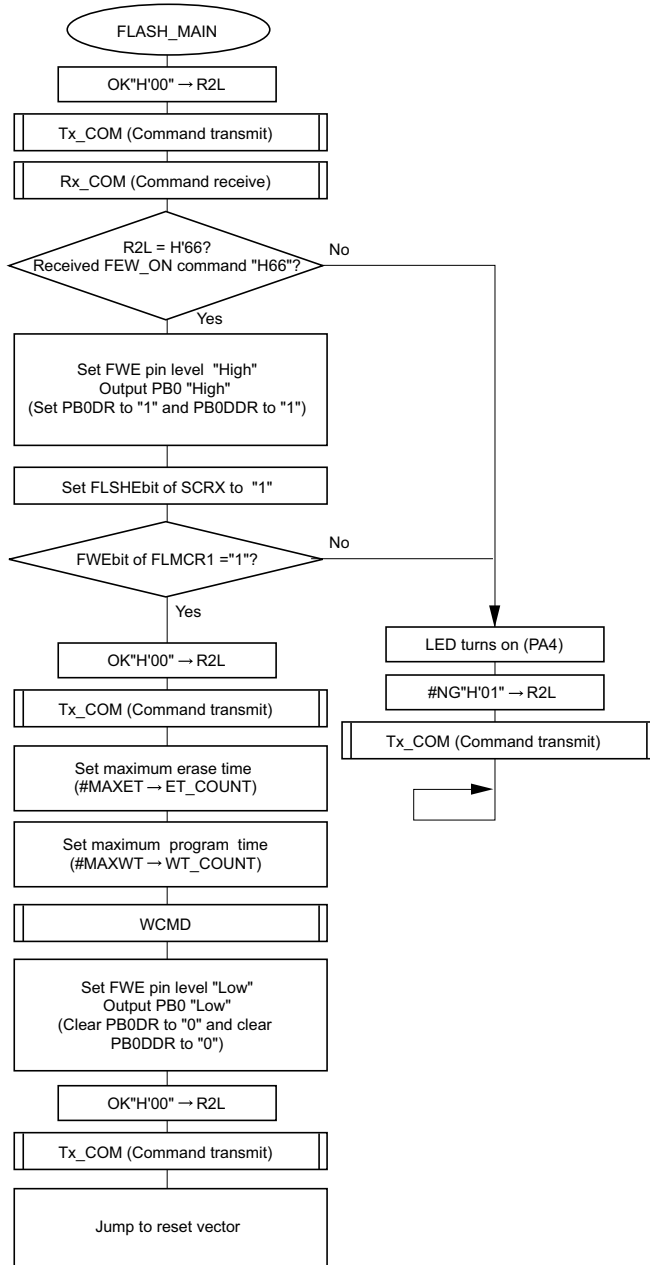 FLASH_MAIN
OK"H'00" → R2L
Tx_COM (Command transmit)
Rx_COM (Command receive)
R2L = H'66?
Received FEW_ON command "H66"?
No
Yes
Set FWE pin level  "High"
Output PB0 "High"
(Set PB0DR to "1" and PB0DDR to "1")
Set FLSHEbit of SCRX to  "1"
FWEbit of FLMCR1 ="1"?
No
Yes
OK"H'00" → R2L
Tx_COM (Command transmit)
Set maximum erase time
(#MAXET → ET_COUNT)
Set maximum  program  time
(#MAXWT → WT_COUNT)
WCMD
Set FWE pin level "Low"
Output PB0 "Low"
(Clear PB0DR to "0" and clear
PB0DDR to "0")
OK"H'00" → R2L
Tx_COM (Command transmit)
Jump to reset vector
LED turns on (PA4)
#NG"H'01" → R2L
Tx_COM (Command transmit)